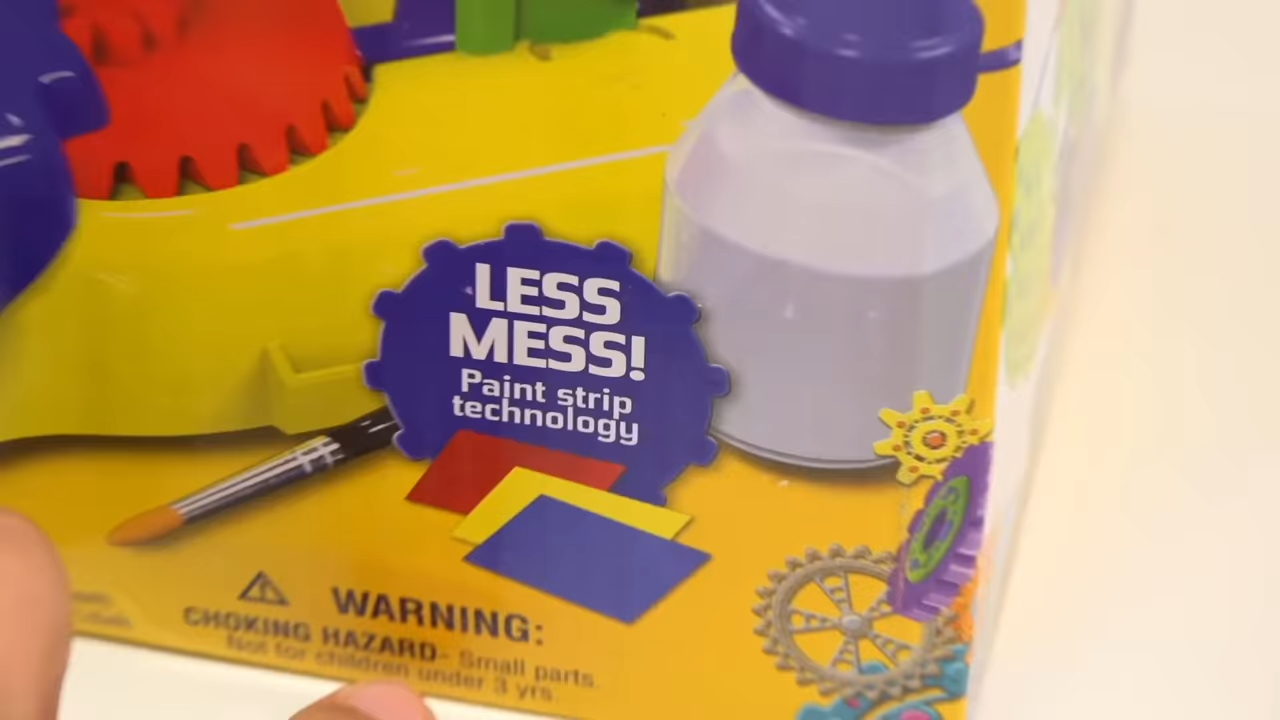 LESS
MESS!
Paint strip
technology
WARNING:
CHOKING HAZARD- Small parts.
Not for children under 3 yrs.